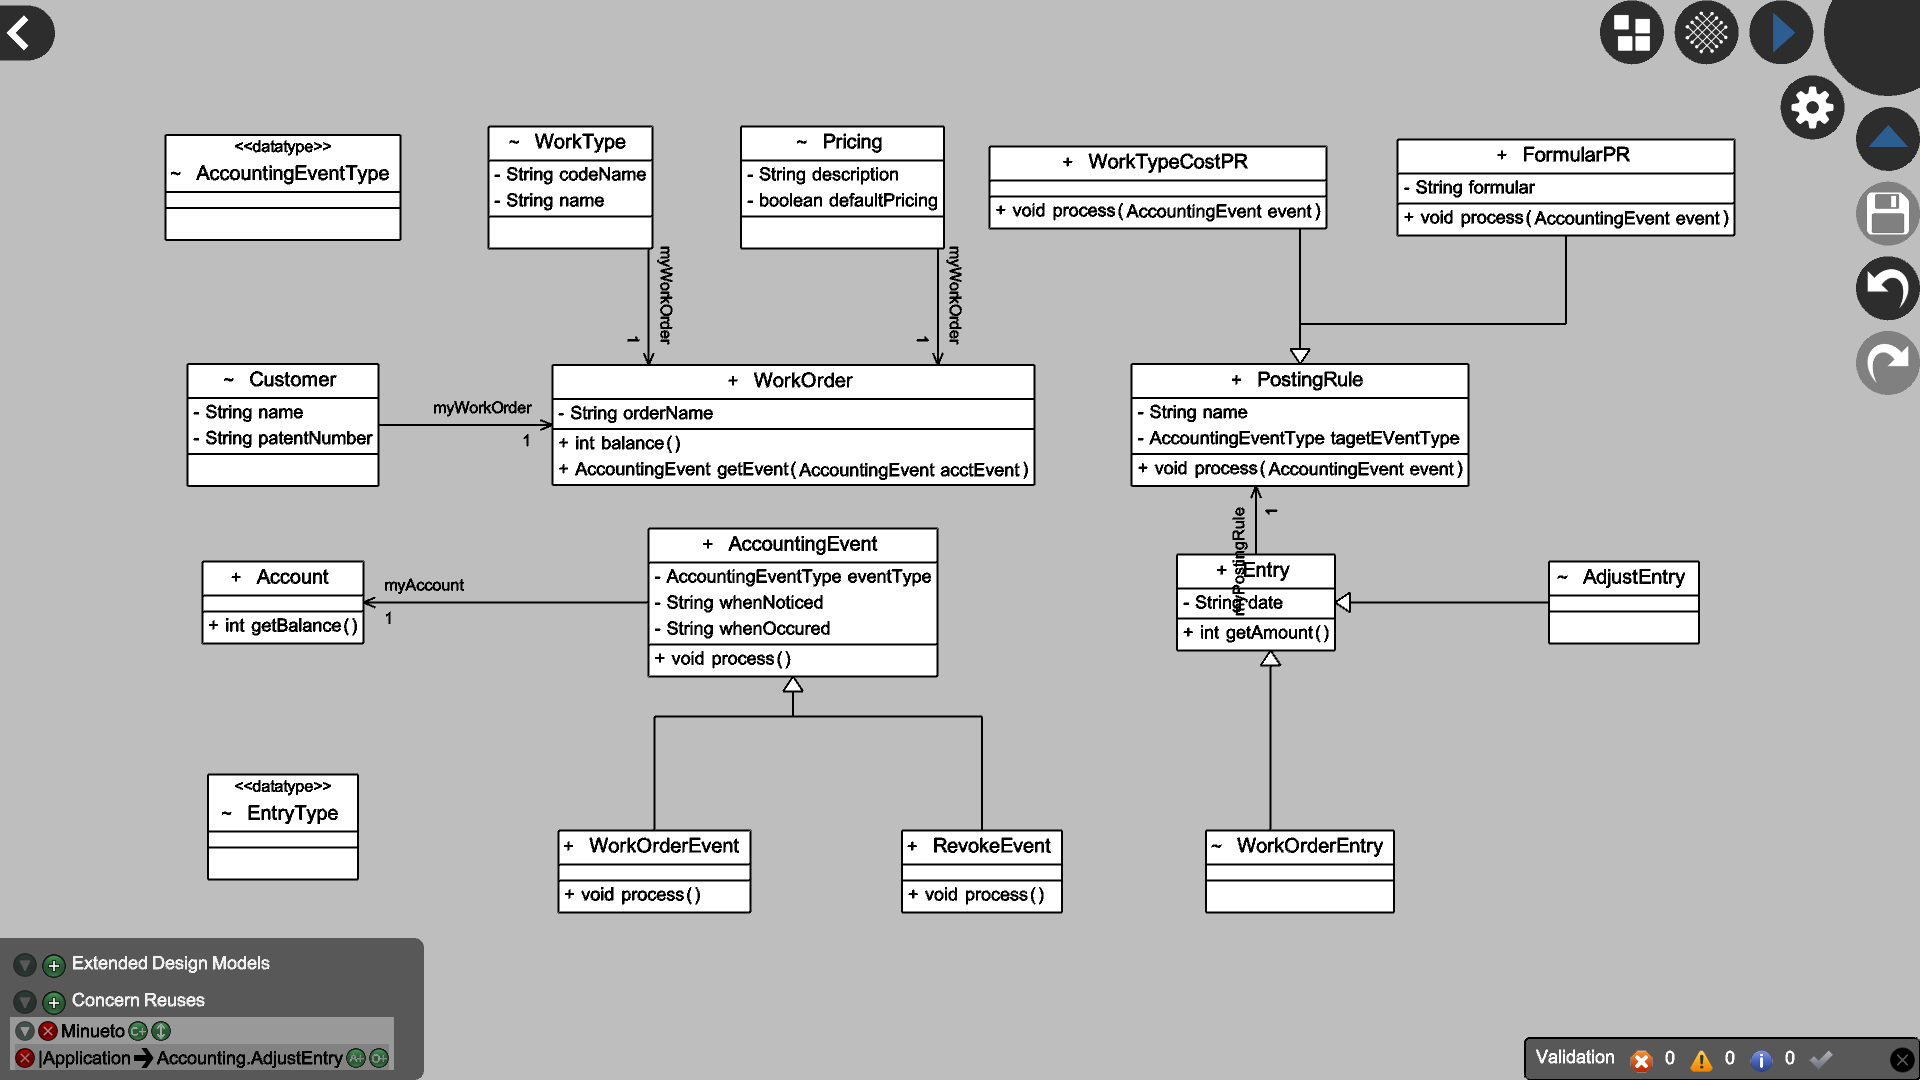 <<datatype>>
~ AccountingEventType
~ WorkType
- String codeName
- String name
~ Pricing
- String description
- boolean defaultPricing
+ WorkTypeCostPR
+ void process(AccountingEvent event)
+ FormularPR
- String formular
+ void process(AccountingEvent event)
myWorkOrder
1
myWorkOrder
1
~ Customer
- String name
- String patentNumber
myWorkOrder
1
+ WorkOrder
- String orderName
+ int balance()
+ AccountingEvent getEvent(AccountingEvent acctEvent)
+ PostingRule
- String name
- AccountingEventType tagetEVentType
+ void process(AccountingEvent event)
myPostingRule
1
+ Account
+ int getBalance()
myAccount
1
+ AccountingEvent
- AccountingEventType eventType
- String whenNoticed
- String whenOccured
+ void process()
+ Entry
- String date
+ int getAmount()
~ AdjustEntry
<<datatype>>
~ EntryType
+ WorkOrderEvent
+ void process()
+ RevokeEvent
+ void process()
~ WorkOrderEntry
Extended Design Models
Concern Reuses
Minueto C+
|Application → Accounting.AdjustEntry A+ O+
Validation 0 0 0